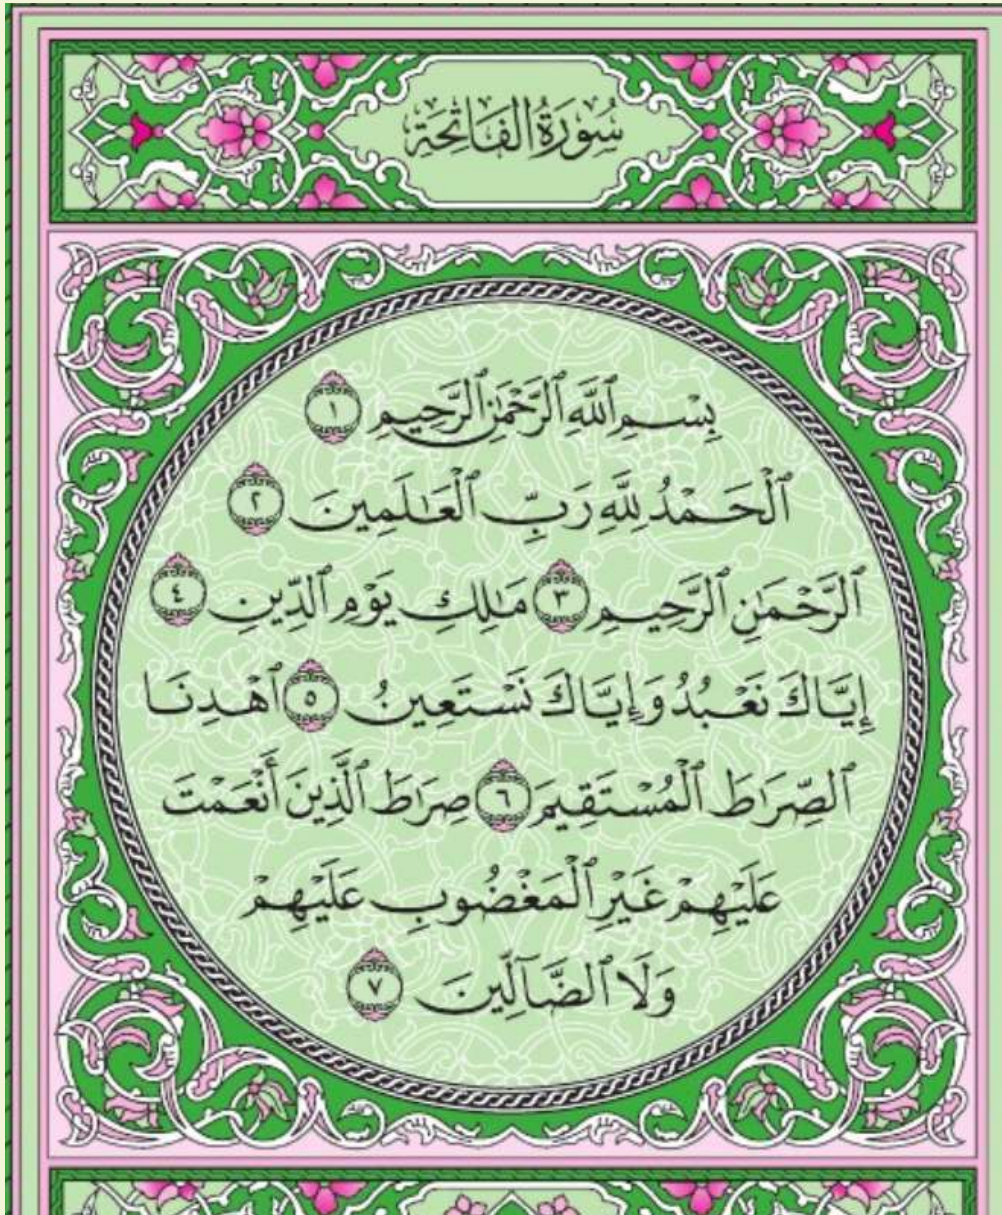 سُورَةُ الفَاتِحَةِ
بِسْمِ ٱللَّهِ ٱلرَّحْمَٰنِ ٱلرَّحِيمِ ١
ٱلْحَمْدُ لِلَّهِ رَبِّ ٱلْعَٰلَمِينَ ٢
ٱلرَّحْمَٰنِ ٱلرَّحِيمِ ٣ مَٰلِكِ يَوْمِ ٱلدِّينِ ٤
إِيَّاكَ نَعْبُدُ وَإِيَّاكَ نَسْتَعِينُ ٥ ٱهْدِنَا
ٱلصِّرَٰطَ ٱلْمُسْتَقِيمَ ٦ صِرَٰطَ ٱلَّذِينَ أَنْعَمْتَ
عَلَيْهِمْ غَيْرِ ٱلْمَغْضُوبِ عَلَيْهِمْ
وَلَا ٱلضَّآلِّينَ ٧